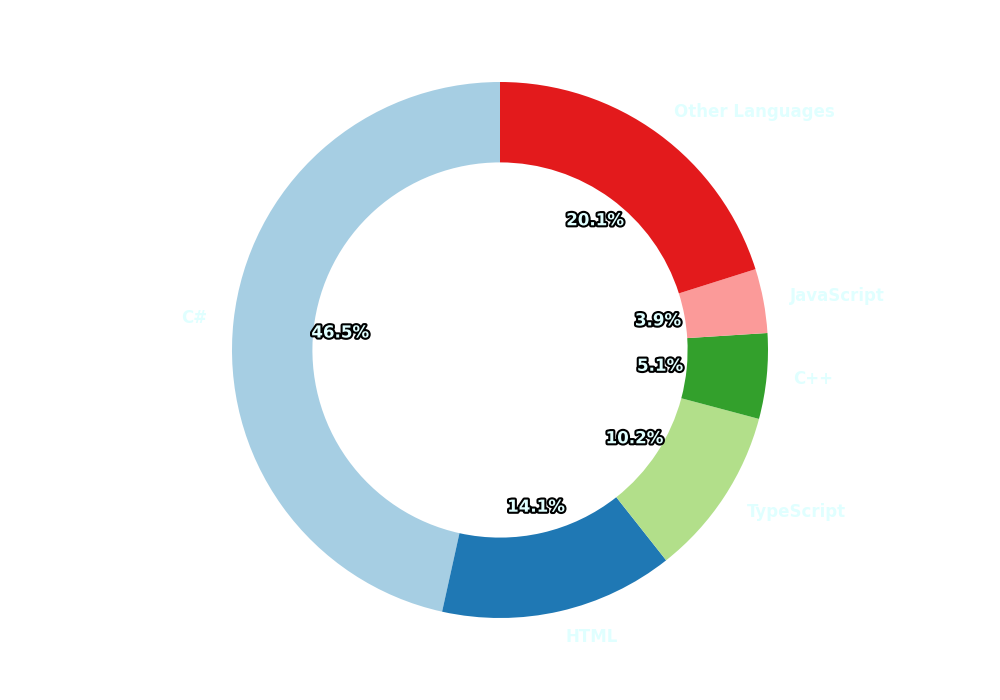 Other Languages
20.1%
JavaScript
3.9%
C#
46.5%
5.1%
C++
10.2%
TypeScript
14.1%
HTML